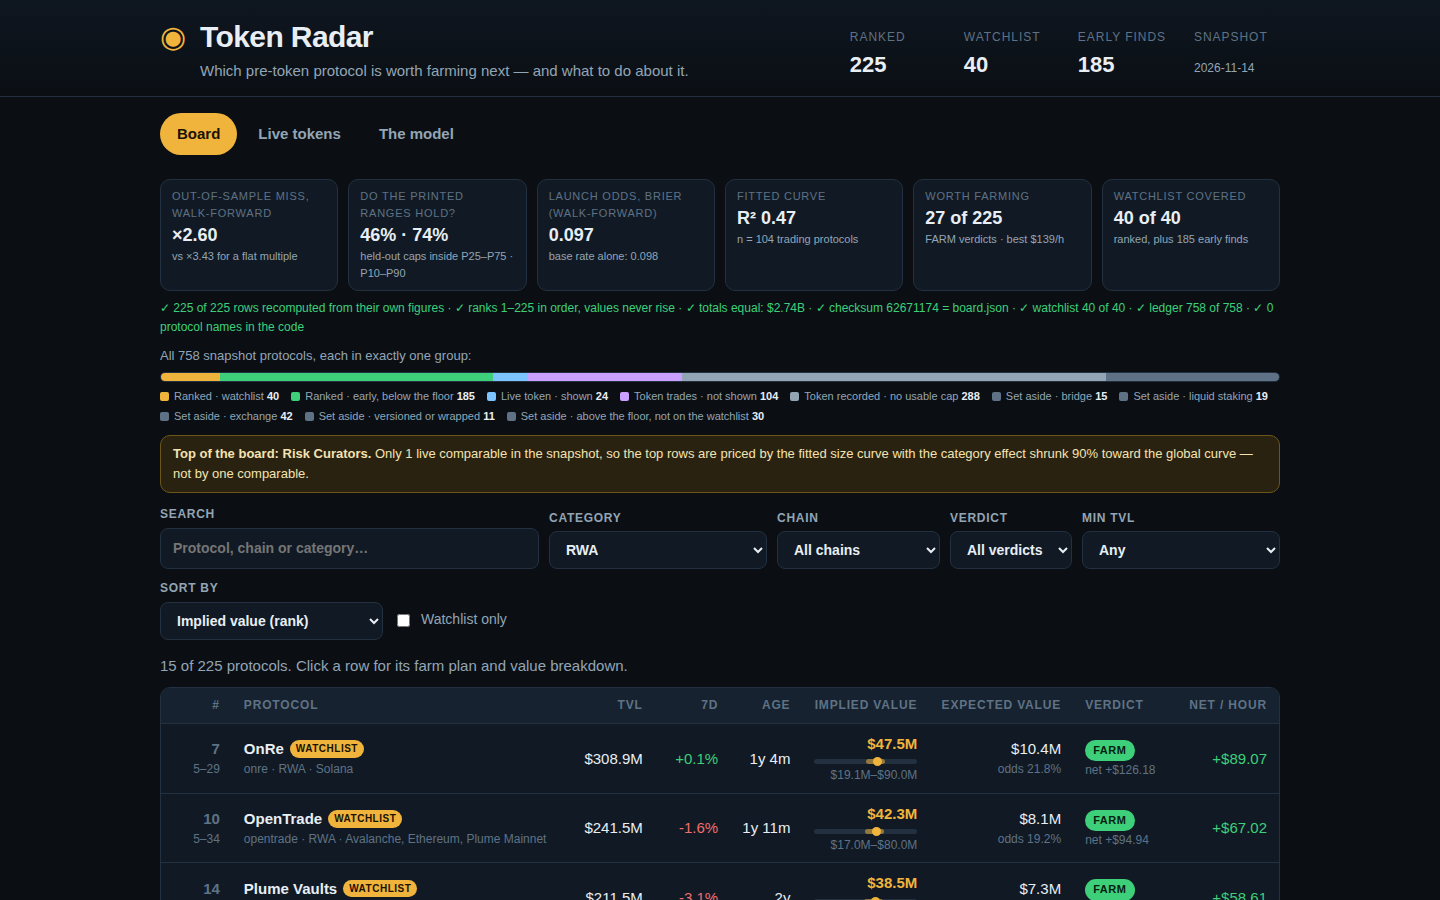 ◉ Token Radar
Which pre-token protocol is worth farming next — and what to do about it.
RANKED
225
WATCHLIST
40
EARLY FINDS
185
SNAPSHOT
2026-11-14
Board
Live tokens
The model
OUT-OF-SAMPLE MISS,
WALK-FORWARD
×2.60
vs ×3.43 for a flat multiple
DO THE PRINTED
RANGES HOLD?
46% · 74%
held-out caps inside P25–P75 ·
P10–P90
LAUNCH ODDS, BRIER
(WALK-FORWARD)
0.097
base rate alone: 0.098
FITTED CURVE
R² 0.47
n = 104 trading protocols
WORTH FARMING
27 of 225
FARM verdicts · best $139/h
WATCHLIST COVERED
40 of 40
ranked, plus 185 early finds
✓ 225 of 225 rows recomputed from their own figures · ✓ ranks 1–225 in order, values never rise · ✓ totals equal: $2.74B · ✓ checksum 62671174 = board.json · ✓ watchlist 40 of 40 · ✓ ledger 758 of 758 · ✓ 0
protocol names in the code
All 758 snapshot protocols, each in exactly one group:
Ranked · watchlist 40
Ranked · early, below the floor 185
Live token · shown 24
Token trades · not shown 104
Token recorded · no usable cap 288
Set aside · bridge 15
Set aside · liquid staking 19
Set aside · exchange 42
Set aside · versioned or wrapped 11
Set aside · above the floor, not on the watchlist 30
Top of the board: Risk Curators. Only 1 live comparable in the snapshot, so the top rows are priced by the fitted size curve with the category effect shrunk 90% toward the global curve —
not by one comparable.
SEARCH
Protocol, chain or category…
CATEGORY
RWA
CHAIN
All chains
VERDICT
All verdicts
MIN TVL
Any
SORT BY
Implied value (rank)
Watchlist only
15 of 225 protocols. Click a row for its farm plan and value breakdown.
# PROTOCOL TVL 7D AGE IMPLIED VALUE EXPECTED VALUE VERDICT NET / HOUR
7 OnRe WATCHLIST $308.9M +0.1% 1y 4m $47.5M $10.4M FARM +$89.07
5–29 onre · RWA · Solana $19.1M–$90.0M odds 21.8% net +$126.18
10 OpenTrade WATCHLIST $241.5M -1.6% 1y 11m $42.3M $8.1M FARM +$67.02
5–34 opentrade · RWA · Avalanche, Ethereum, Plume Mainnet $17.0M–$80.0M odds 19.2% net +$94.94
14 Plume Vaults WATCHLIST $211.5M -3.1% 2y $38.5M $7.3M FARM +$58.61